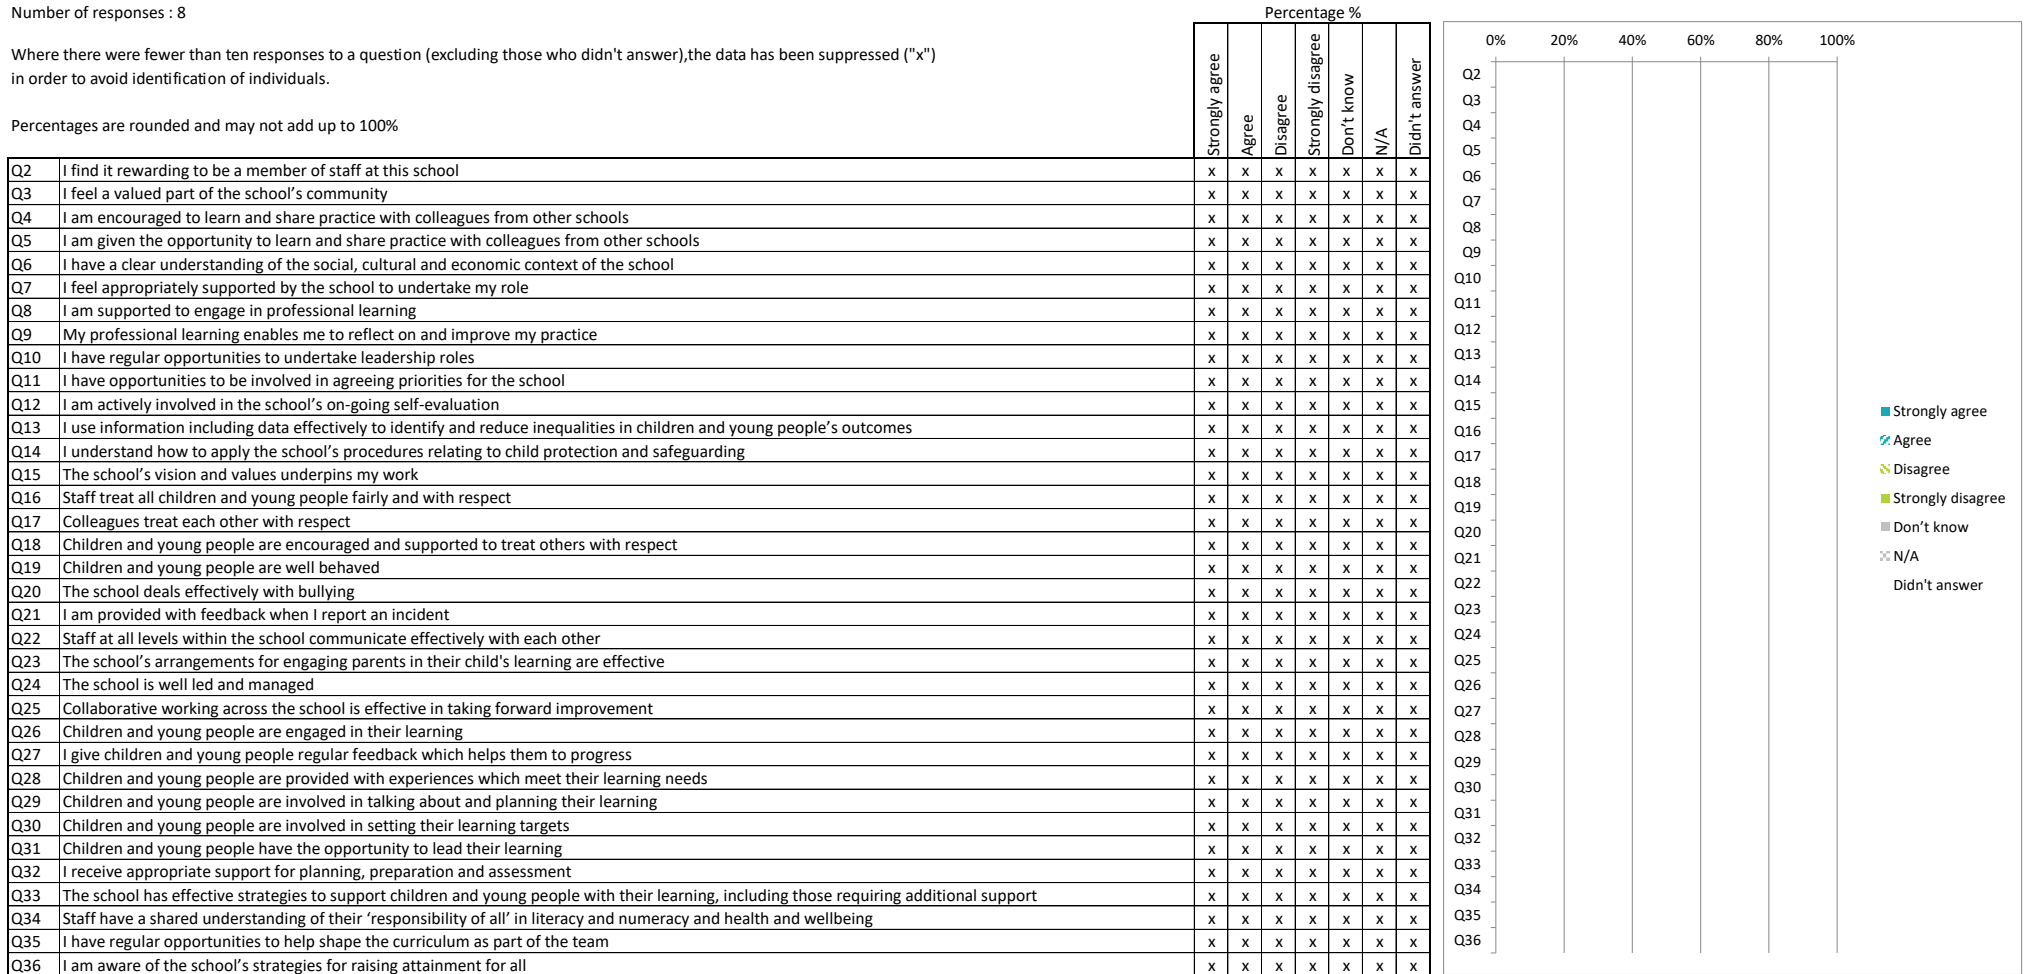 Number of responses : 8
Percentage %
Where there were fewer than ten responses to a question (excluding those who didn't answer),the data has been suppressed ("x")
in order to avoid identification of individuals.
Percentages are rounded and may not add up to 100%
Strongly agree
Agree
Disagree
Strongly disagree
Don't know
N/A
Didn't answer
Q2 I find it rewarding to be a member of staff at this school x x x x x x x
Q3 I feel a valued part of the school’s community x x x x x x x
Q4 I am encouraged to learn and share practice with colleagues from other schools x x x x x x x
Q5 I am given the opportunity to learn and share practice with colleagues from other schools x x x x x x x
Q6 I have a clear understanding of the social, cultural and economic context of the school x x x x x x x
Q7 I feel appropriately supported by the school to undertake my role x x x x x x x
Q8 I am supported to engage in professional learning x x x x x x x
Q9 My professional learning enables me to reflect on and improve my practice x x x x x x x
Q10 I have regular opportunities to undertake leadership roles x x x x x x x
Q11 I have opportunities to be involved in agreeing priorities for the school x x x x x x x
Q12 I am actively involved in the school’s on-going self-evaluation x x x x x x x
Q13 I use information including data effectively to identify and reduce inequalities in children and young people’s outcomes x x x x x x x
Q14 I understand how to apply the school’s procedures relating to child protection and safeguarding x x x x x x x
Q15 The school’s vision and values underpins my work x x x x x x x
Q16 Staff treat all children and young people fairly and with respect x x x x x x x
Q17 Colleagues treat each other with respect x x x x x x x
Q18 Children and young people are encouraged and supported to treat others with respect x x x x x x x
Q19 Children and young people are well behaved x x x x x x x
Q20 The school deals effectively with bullying x x x x x x x
Q21 I am provided with feedback when I report an incident x x x x x x x
Q22 Staff at all levels within the school communicate effectively with each other x x x x x x x
Q23 The school’s arrangements for engaging parents in their child's learning are effective x x x x x x x
Q24 The school is well led and managed x x x x x x x
Q25 Collaborative working across the school is effective in taking forward improvement x x x x x x x
Q26 Children and young people are engaged in their learning x x x x x x x
Q27 I give children and young people regular feedback which helps them to progress x x x x x x x
Q28 Children and young people are provided with experiences which meet their learning needs x x x x x x x
Q29 Children and young people are involved in talking about and planning their learning x x x x x x x
Q30 Children and young people are involved in setting their learning targets x x x x x x x
Q31 Children and young people have the opportunity to lead their learning x x x x x x x
Q32 I receive appropriate support for planning, preparation and assessment x x x x x x x
Q33 The school has effective strategies to support children and young people with their learning, including those requiring additional support x x x x x x x
Q34 Staff have a shared understanding of their ‘responsibility of all’ in literacy and numeracy and health and wellbeing x x x x x x x
Q35 I have regular opportunities to help shape the curriculum as part of the team x x x x x x x
Q36 I am aware of the school’s strategies for raising attainment for all x x x x x x x
0% 20% 40% 60% 80% 100%
Q2
Q3
Q4
Q5
Q6
Q7
Q8
Q9
Q10
Q11
Q12
Q13
Q14
Q15
Q16
Q17
Q18
Q19
Q20
Q21
Q22
Q23
Q24
Q25
Q26
Q27
Q28
Q29
Q30
Q31
Q32
Q33
Q34
Q35
Q36
Strongly agree
Agree
Disagree
Strongly disagree
Don’t know
N/A
Didn't answer